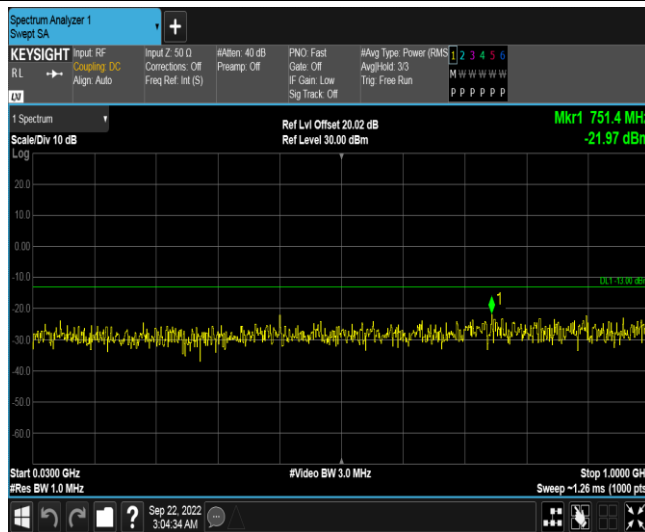 Spectrum Analyzer 1
Swept SA
+
KEYSIGHT
RL
LXI
Input: RF
Coupling: DC
Align: Auto
Input Z: 50 Ω
Corrections: Off
Freq Ref: Int (S)
#Atten: 40 dB
Preamp: Off
PNO: Fast
Gate: Off
IF Gain: Low
Sig Track: Off
#Avg Type: Power (RMS
Avg|Hold: 3/3
Trig: Free Run
1 2 3 4 5 6
M W W W W W
P P P P P P
1 Spectrum
Scale/Div 10 dB
Log
Ref Lvl Offset 20.02 dB
Ref Level 30.00 dBm
Mkr1 751.4 MHz
-21.97 dBm
20.0
10.0
0.00
-10.0
-20.0
-30.0
-40.0
-50.0
-60.0
DL1 -13.00 dB
1
Start 0.0300 GHz
#Res BW 1.0 MHz
#Video BW 3.0 MHz
Stop 1.0000 GH
Sweep ~1.26 ms (1000 pts
?
Sep 22, 2022
3:04:34 AM